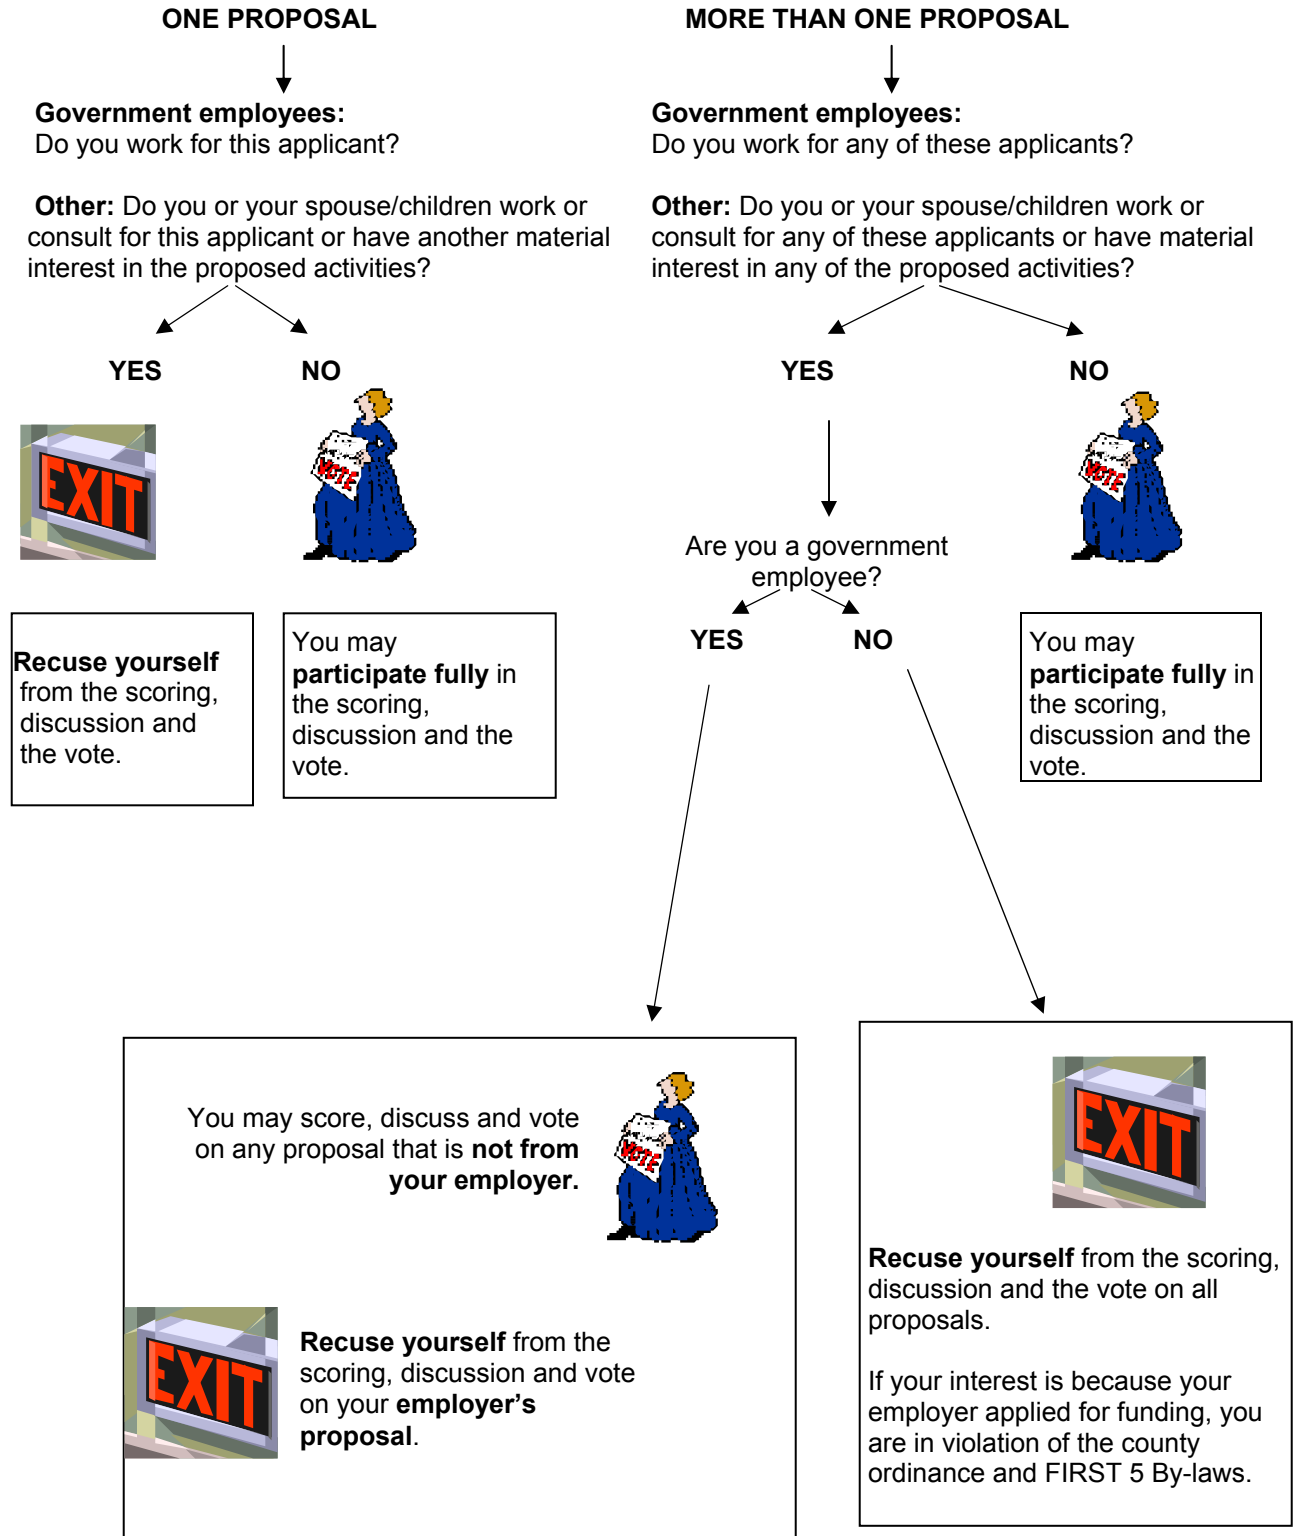 ONE PROPOSAL
Government employees:
Do you work for this applicant?
Other: Do you or your spouse/children work or
consult for this applicant or have another material
interest in the proposed activities?
YES
NO
EXIT
VOTE
Recuse yourself
from the scoring,
discussion and
the vote.
You may
participate fully in
the scoring,
discussion and the
vote.
MORE THAN ONE PROPOSAL
Government employees:
Do you work for any of these applicants?
Other: Do you or your spouse/children work or
consult for any of these applicants or have material
interest in any of the proposed activities?
YES
NO
VOTE
Are you a government
employee?
YES
NO
You may
participate fully in
the scoring,
discussion and the
vote.
You may score, discuss and vote
on any proposal that is not from
your employer.
VOTE
EXIT
Recuse yourself from the
scoring, discussion and vote
on your employer's
proposal.
EXIT
Recuse yourself from the scoring,
discussion and the vote on all
proposals.
If your interest is because your
employer applied for funding, you
are in violation of the county
ordinance and FIRST 5 By-laws.